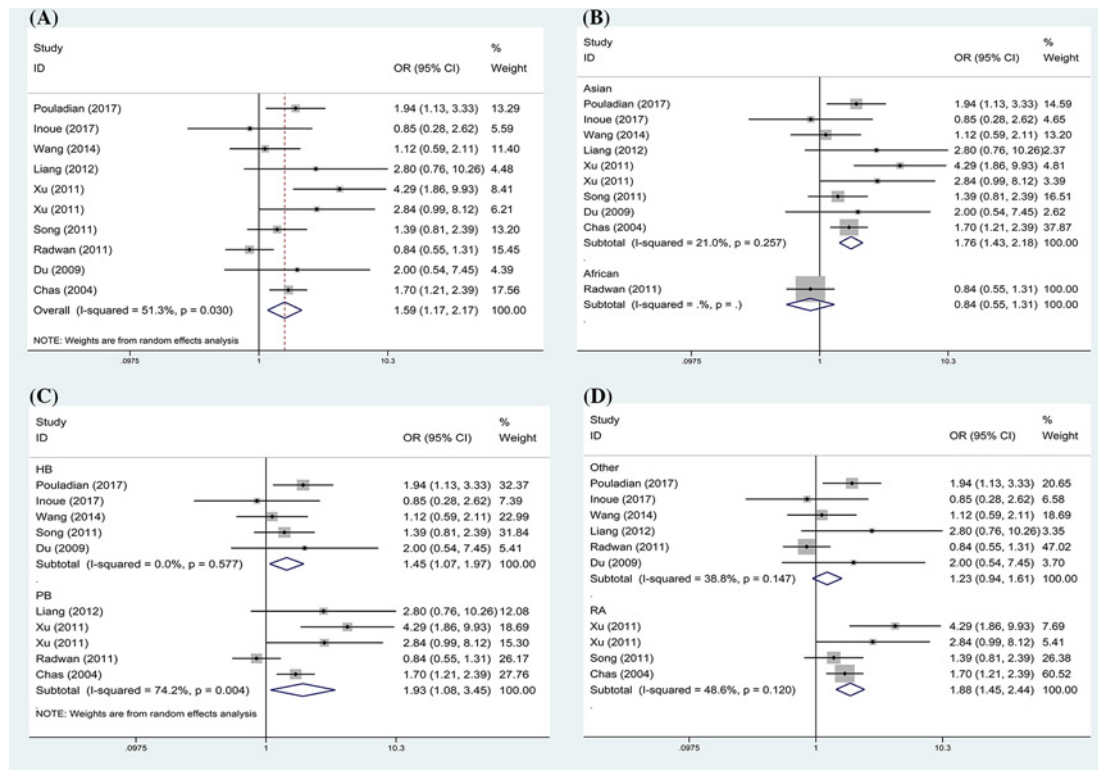 (A)
Study %
ID OR (95% CI) Weight
Pouladian (2017) 1.94 (1.13, 3.33) 13.29
Inoue (2017) 0.85 (0.28, 2.62) 5.59
Wang (2014) 1.12 (0.59, 2.11) 11.40
Liang (2012) 2.80 (0.76, 10.26) 4.48
Xu (2011) 4.29 (1.86, 9.93) 8.41
Xu (2011) 2.84 (0.99, 8.12) 6.21
Song (2011) 1.39 (0.81, 2.39) 13.20
Radwan (2011) 0.84 (0.55, 1.31) 15.45
Du (2009) 2.00 (0.54, 7.45) 4.39
Chas (2004) 1.70 (1.21, 2.39) 17.56
Overall (I-squared = 51.3%, p = 0.030) 1.59 (1.17, 2.17) 100.00
NOTE: Weights are from random effects analysis
.0975 1 10.3
(B)
Study %
ID OR (95% CI) Weight
Asian
Pouladian (2017) 1.94 (1.13, 3.33) 14.59
Inoue (2017) 0.85 (0.28, 2.62) 4.65
Wang (2014) 1.12 (0.59, 2.11) 13.20
Liang (2012) 2.80 (0.76, 10.26)2.37
Xu (2011) 4.29 (1.86, 9.93) 4.81
Xu (2011) 2.84 (0.99, 8.12) 3.39
Song (2011) 1.39 (0.81, 2.39) 16.51
Du (2009) 2.00 (0.54, 7.45) 2.62
Chas (2004) 1.70 (1.21, 2.39) 37.87
Subtotal (I-squared = 21.0%, p = 0.257) 1.76 (1.43, 2.18) 100.00
.
African
Radwan (2011) 0.84 (0.55, 1.31) 100.00
Subtotal (I-squared = .%, p = .) 0.84 (0.55, 1.31) 100.00
.
.0975 1 10.3
(C)
Study %
ID OR (95% CI) Weight
HB
Pouladian (2017) 1.94 (1.13, 3.33) 32.37
Inoue (2017) 0.85 (0.28, 2.62) 7.39
Wang (2014) 1.12 (0.59, 2.11) 22.99
Song (2011) 1.39 (0.81, 2.39) 31.84
Du (2009) 2.00 (0.54, 7.45) 5.41
Subtotal (I-squared = 0.0%, p = 0.577) 1.45 (1.07, 1.97) 100.00
.
PB
Liang (2012) 2.80 (0.76, 10.26)12.08
Xu (2011) 4.29 (1.86, 9.93) 18.69
Xu (2011) 2.84 (0.99, 8.12) 15.30
Radwan (2011) 0.84 (0.55, 1.31) 26.17
Chas (2004) 1.70 (1.21, 2.39) 27.76
Subtotal (I-squared = 74.2%, p = 0.004) 1.93 (1.08, 3.45) 100.00
.
NOTE: Weights are from random effects analysis
.0975 1 10.3
(D)
Study %
ID OR (95% CI) Weight
Other
Pouladian (2017) 1.94 (1.13, 3.33) 20.65
Inoue (2017) 0.85 (0.28, 2.62) 6.58
Wang (2014) 1.12 (0.59, 2.11) 18.69
Liang (2012) 2.80 (0.76, 10.26)3.35
Radwan (2011) 0.84 (0.55, 1.31) 47.02
Du (2009) 2.00 (0.54, 7.45) 3.70
Subtotal (I-squared = 38.8%, p = 0.147) 1.23 (0.94, 1.61) 100.00
.
RA
Xu (2011) 4.29 (1.86, 9.93) 7.69
Xu (2011) 2.84 (0.99, 8.12) 5.41
Song (2011) 1.39 (0.81, 2.39) 26.38
Chas (2004) 1.70 (1.21, 2.39) 60.52
Subtotal (I-squared = 48.6%, p = 0.120) 1.88 (1.45, 2.44) 100.00
.
.0975 1 10.3